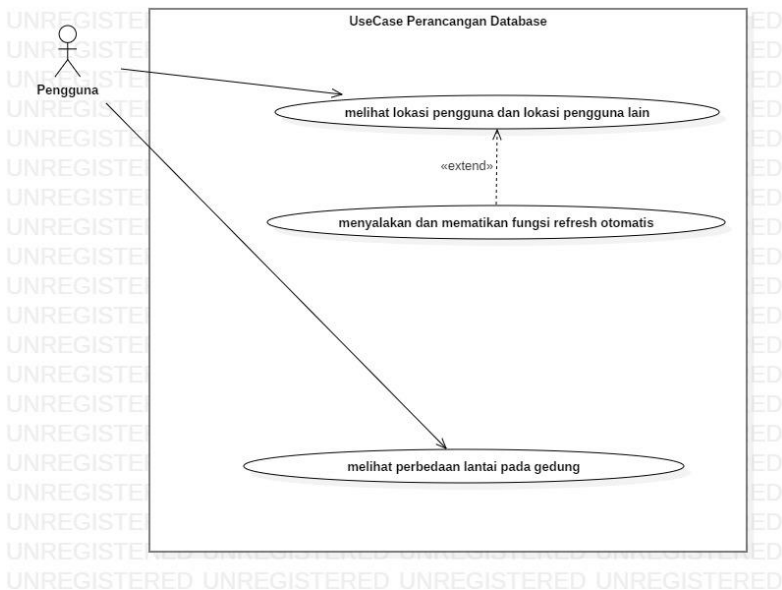 UseCase Perancangan Database
Pengguna
melihat lokasi pengguna dan lokasi pengguna lain
«extend»
menyalakan dan mematikan fungsi refresh otomatis
melihat perbedaan lantai pada gedung
UNREGISTERED UNREGISTERED UNREGISTERED UNREGISTERED